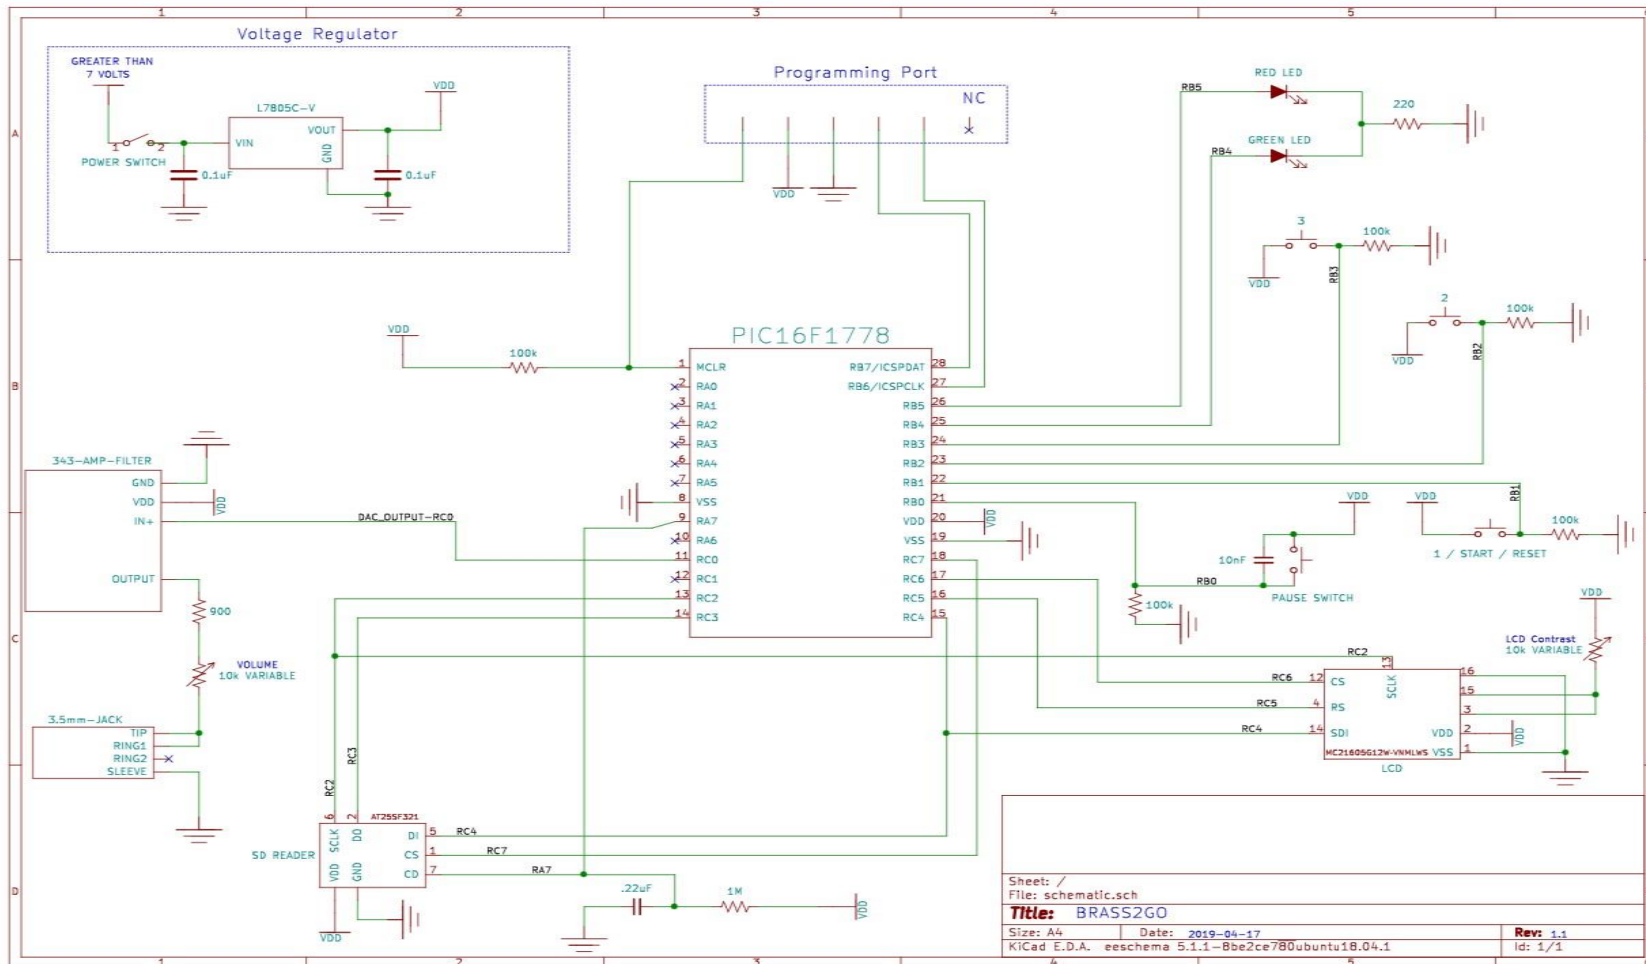 1 2 3 4 5
A
B
C
D
Voltage Regulator
GREATER THAN
7 VOLTS
L7805C-V
VDD
VIN
VOUT
GND
1 2
POWER SWITCH
0.1uF
0.1uF
Programming Port
NC
VDD
RED LED
RB5
220
GREEN LED
RB4
3
100k
RB3
VDD
2
100k
RB2
VDD
VDD
100k
PIC16F1778
1 MCLR
2 RA0
3 RA1
4 RA2
5 RA3
6 RA4
7 RA5
8 VSS
9 RA7
10 RA6
11 RC0
12 RC1
13 RC2
14 RC3
RB7/ICSPDAT 28
RB6/ICSPCLK 27
RB5 26
RB4 25
RB3 24
RB2 23
RB1 22
RB0 21
VDD 20
VSS 19
RC7 18
RC6 17
RC5 16
RC4 15
VDD
343-AMP-FILTER
GND
VDD
IN+
OUTPUT
VDD
DAC_OUTPUT-RC0
900
VOLUME
10k VARIABLE
3.5mm-JACK
TIP
RING1
RING2
SLEEVE
VDD
VDD
RB1
100k
1 / START / RESET
10nF
RB0
PAUSE SWITCH
100k
VDD
LCD Contrast
10k VARIABLE
RC2
RC6
RC5
RC4
12 CS
4 RS
14 SDI
13
SCLK
16
15
3
VDD 2
VSS 1
VDD
MC21605G12W-VNMLWS
LCD
RC2
RC3
6 2
AT25SF321
SCLK
DO
DI 5
CS 1
CD 7
VDD
GND
SD READER
RC4
RC7
RA7
VDD
.22uF
1M
VDD
Sheet: /
File: schematic.sch
Title: BRASS2GO
Size: A4 Date: 2019-04-17 Rev: 1.1
KiCad E.D.A. eeschema 5.1.1-8be2ce780ubuntu18.04.1 Id: 1/1
1 2 3 4 5